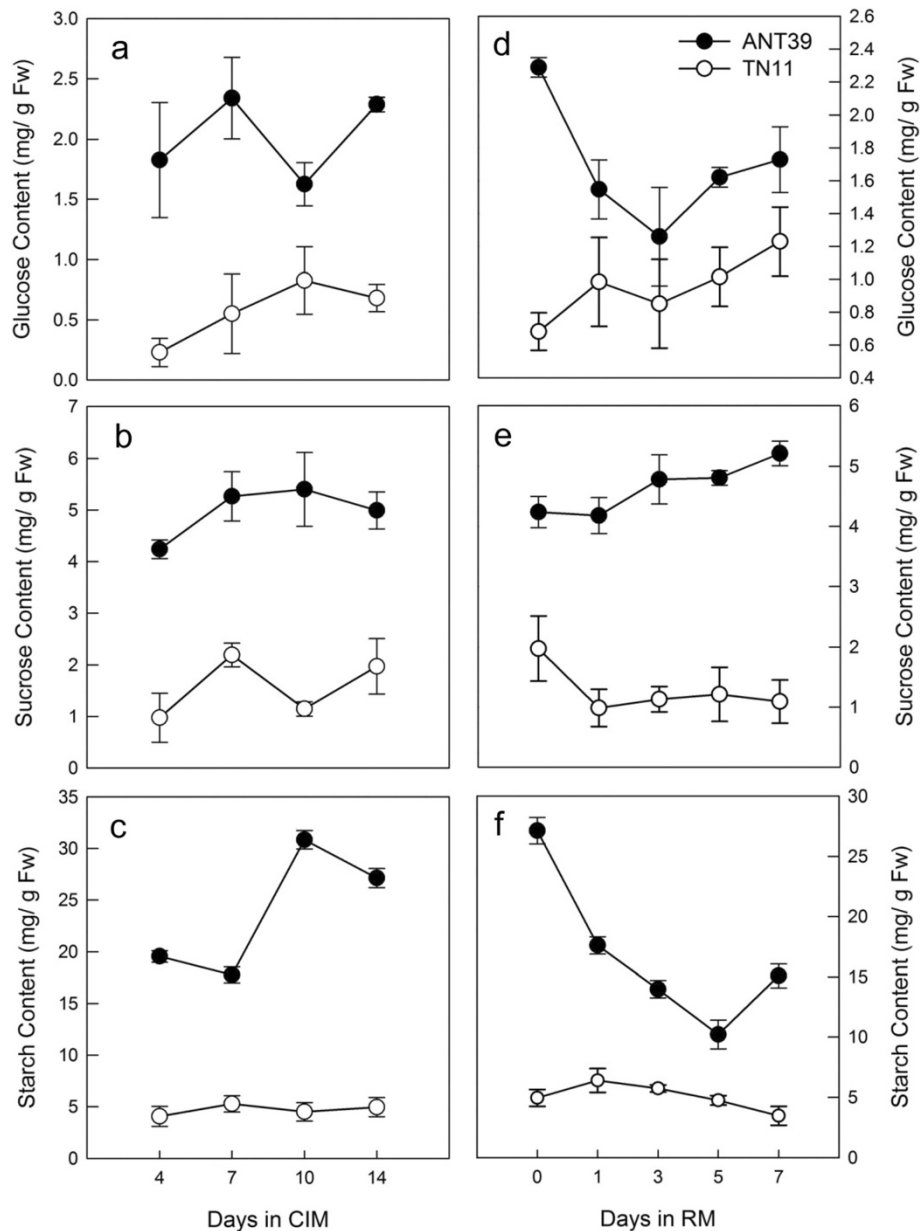 a
Glucose Content (mg/ g Fw)
3.0
2.5
2.0
1.5
1.0
0.5
0.0
d
ANT39
TN11
2.6
2.4
2.2
2.0
1.8
1.6
1.4
1.2
1.0
0.8
0.6
0.4
Glucose Content (mg/ g Fw)
b
Sucrose Content (mg/ g Fw)
7
6
5
4
3
2
1
0
e
6
5
4
3
2
1
0
Sucrose Content (mg/ g Fw)
c
Starch Content (mg/ g Fw)
35
30
25
20
15
10
5
0
4 7 10 14
Days in CIM
f
30
25
20
15
10
5
0
Starch Content (mg/ g Fw)
0 1 3 5 7
Days in RM